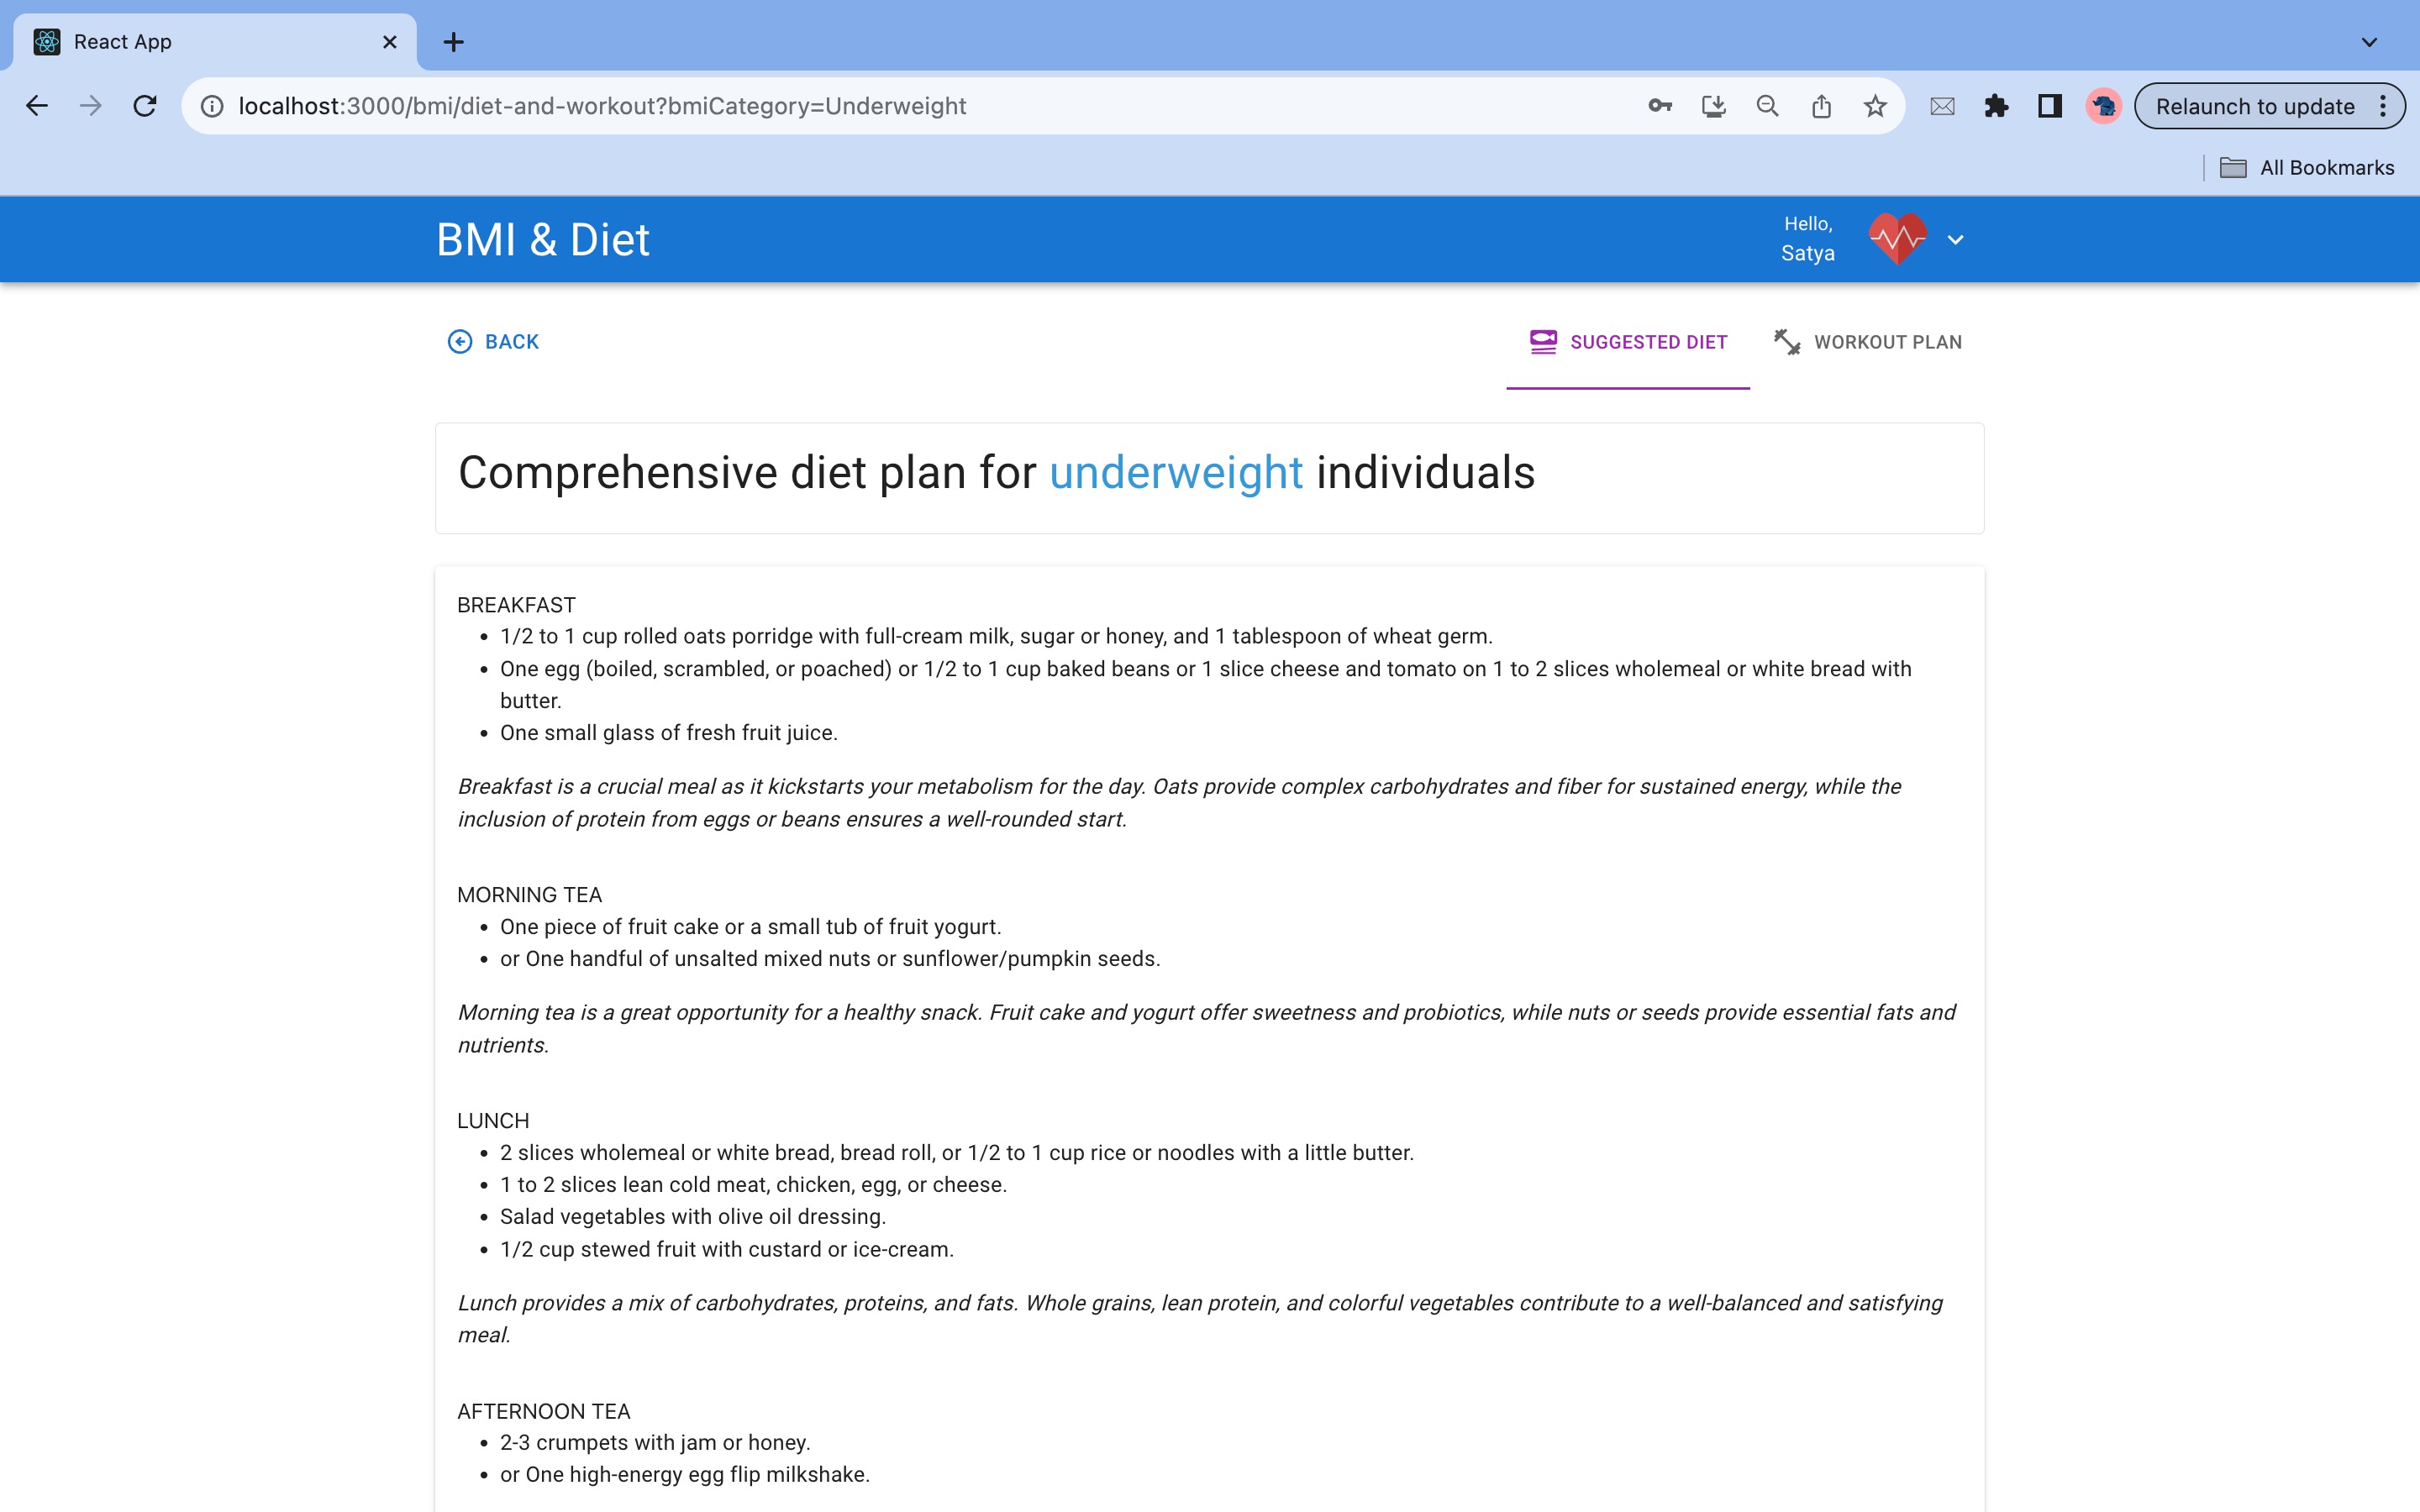 React App
localhost:3000/bmi/diet-and-workout?bmiCategory=Underweight
Relaunch to update
All Bookmarks
BMI & Diet
Hello,
Satya
BACK
SUGGESTED DIET
WORKOUT PLAN
Comprehensive diet plan for underweight individuals
BREAKFAST
• 1/2 to 1 cup rolled oats porridge with full-cream milk, sugar or honey, and 1 tablespoon of wheat germ.
• One egg (boiled, scrambled, or poached) or 1/2 to 1 cup baked beans or 1 slice cheese and tomato on 1 to 2 slices wholemeal or white bread with
butter.
• One small glass of fresh fruit juice.
Breakfast is a crucial meal as it kickstarts your metabolism for the day. Oats provide complex carbohydrates and fiber for sustained energy, while the
inclusion of protein from eggs or beans ensures a well-rounded start.
MORNING TEA
• One piece of fruit cake or a small tub of fruit yogurt.
• or One handful of unsalted mixed nuts or sunflower/pumpkin seeds.
Morning tea is a great opportunity for a healthy snack. Fruit cake and yogurt offer sweetness and probiotics, while nuts or seeds provide essential fats and
nutrients.
LUNCH
• 2 slices wholemeal or white bread, bread roll, or 1/2 to 1 cup rice or noodles with a little butter.
• 1 to 2 slices lean cold meat, chicken, egg, or cheese.
• Salad vegetables with olive oil dressing.
• 1/2 cup stewed fruit with custard or ice-cream.
Lunch provides a mix of carbohydrates, proteins, and fats. Whole grains, lean protein, and colorful vegetables contribute to a well-balanced and satisfying
meal.
AFTERNOON TEA
• 2-3 crumpets with jam or honey.
• or One high-energy egg flip milkshake.